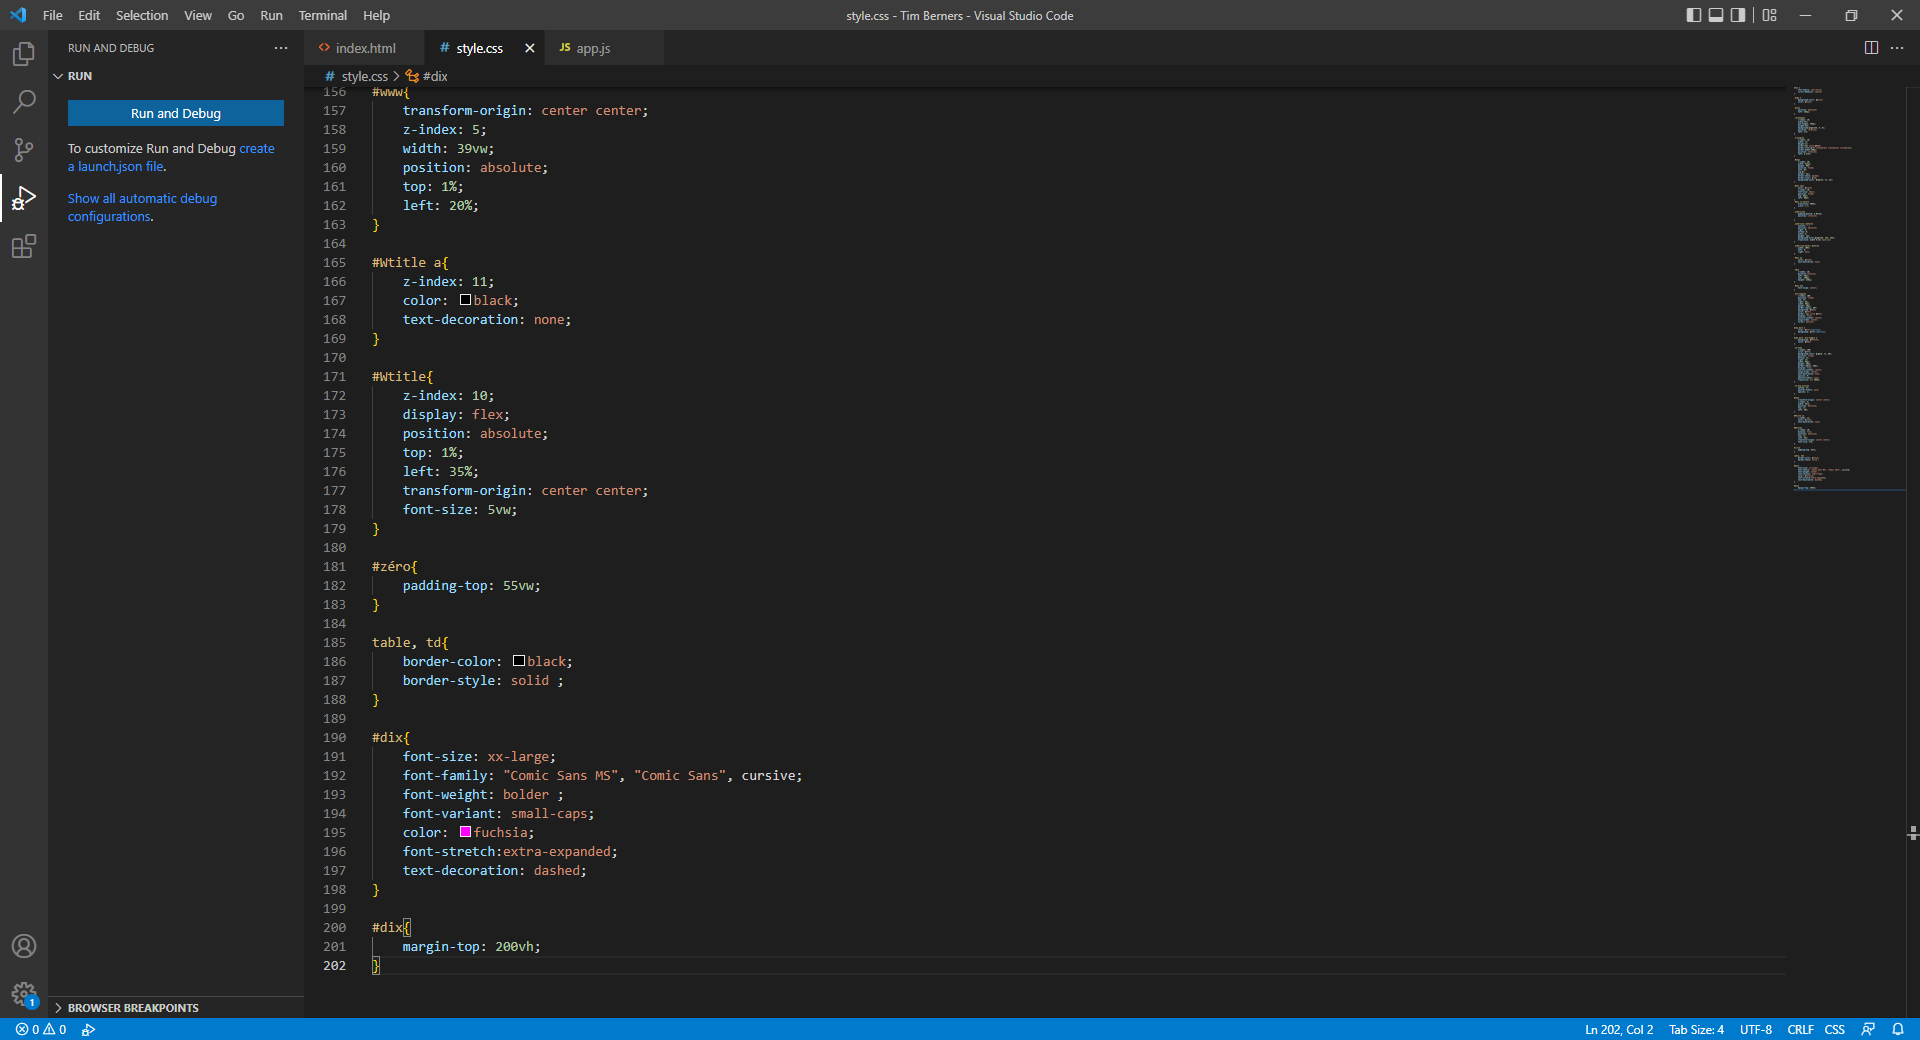 File Edit Selection View Go Run Terminal Help
style.css - Tim Berners - Visual Studio Code
RUN AND DEBUG
RUN
Run and Debug
To customize Run and Debug create
a launch.json file.
Show all automatic debug
configurations.
BROWSER BREAKPOINTS
index.html
# style.css
JS app.js
# style.css > #dix
156 #www{
157 transform-origin: center center;
158 z-index: 5;
159 width: 39vw;
160 position: absolute;
161 top: 1%;
162 left: 20%;
163 }
164
165 #Wtitle a{
166 z-index: 11;
167 color: black;
168 text-decoration: none;
169 }
170
171 #Wtitle{
172 z-index: 10;
173 display: flex;
174 position: absolute;
175 top: 1%;
176 left: 35%;
177 transform-origin: center center;
178 font-size: 5vw;
179 }
180
181 #zéro{
182 padding-top: 55vw;
183 }
184
185 table, td{
186 border-color: black;
187 border-style: solid ;
188 }
189
190 #dix{
191 font-size: xx-large;
192 font-family: "Comic Sans MS", "Comic Sans", cursive;
193 font-weight: bolder ;
194 font-variant: small-caps;
195 color: fuchsia;
196 font-stretch:extra-expanded;
197 text-decoration: dashed;
198 }
199
200 #dix{
201 margin-top: 200vh;
202 }
1
0 0
Ln 202, Col 2 Tab Size: 4 UTF-8 CRLF CSS